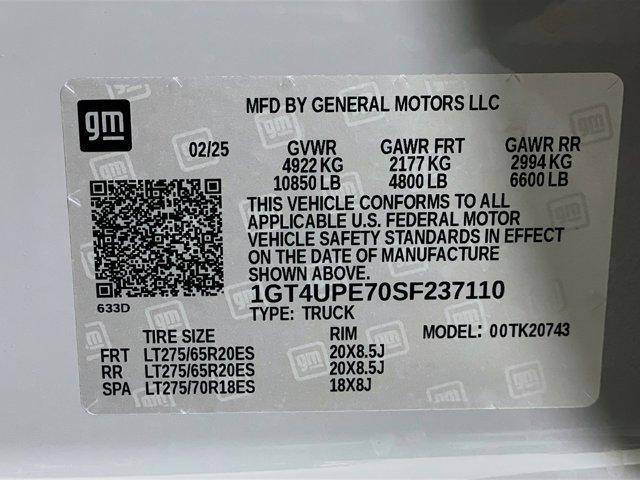 gm
MFD BY GENERAL MOTORS LLC
02/25 GVWR GAWR FRT GAWR RR
4922 KG 2177 KG 2994 KG
10850 LB 4800 LB 6600 LB
THIS VEHICLE CONFORMS TO ALL
APPLICABLE U.S. FEDERAL MOTOR
VEHICLE SAFETY STANDARDS IN EFFECT
ON THE DATE OF MANUFACTURE
SHOWN ABOVE.
633D
1GT4UPE70SF237110
TYPE: TRUCK MODEL: 00TK20743
TIRE SIZE RIM
FRT LT275/65R20ES 20X8.5J
RR LT275/65R20ES 20X8.5J
SPA LT275/70R18ES 18X8J